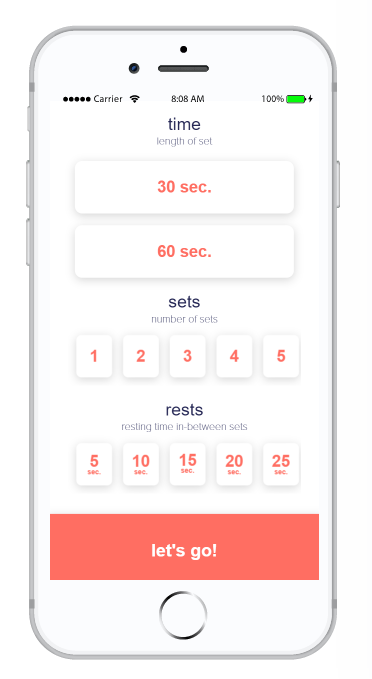 Carrier 8:08 AM 100%
time
length of set
30 sec.
60 sec.
sets
number of sets
1 2 3 4 5
rests
resting time in-between sets
5 10 15 20 25
sec. sec. sec. sec. sec.
let's go!